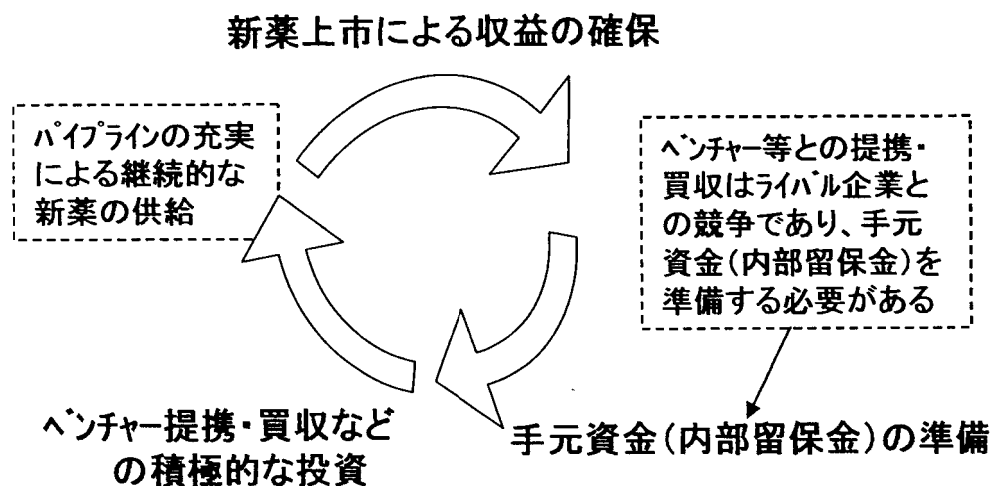 新薬上市による収益の確保
ﾊﾟｲﾌﾟﾗｲﾝの充実
による継続的な
新薬の供給
ﾍﾞﾝﾁｬｰ等との提携・
買収はﾗｲﾊﾞﾙ企業と
の競争であり、手元
資金(内部留保金)を
準備する必要がある
ﾍﾞﾝﾁｬｰ提携・買収など
の積極的な投資
手元資金(内部留保金)の準備